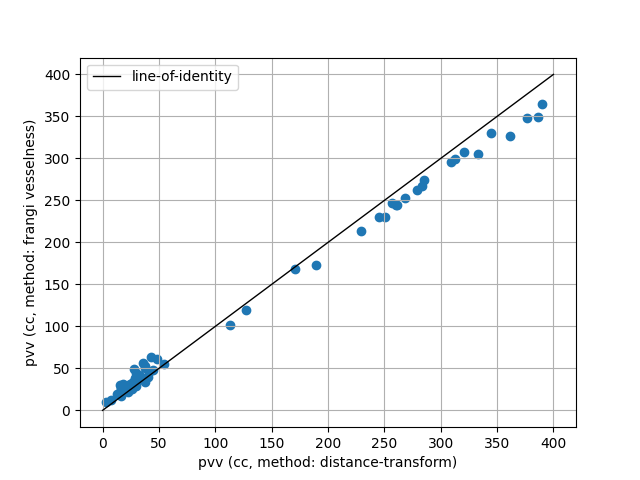 line-of-identity
400
350
300
250
200
150
100
50
0
pvv (cc, method: frangi vesselness)
0 50 100 150 200 250 300 350 400
pvv (cc, method: distance-transform)